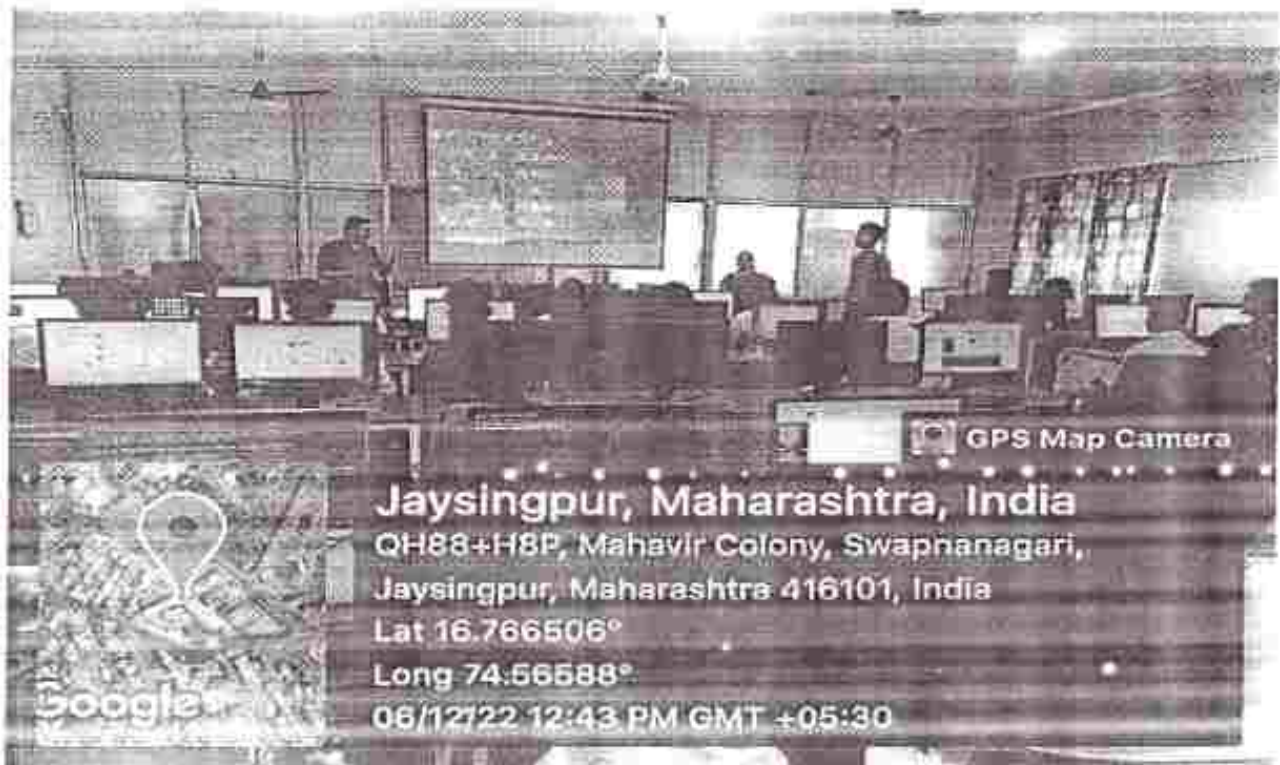 GPS Map Camera
Jaysingpur, Maharashtra, India
QH88+H8P, Mahavir Colony, Swapnanagari,
Jaysingpur, Maharashtra 416101, India
Lat 16.766506°
Long 74.56588°
06/12/22 12:43 PM GMT +05:30
Google